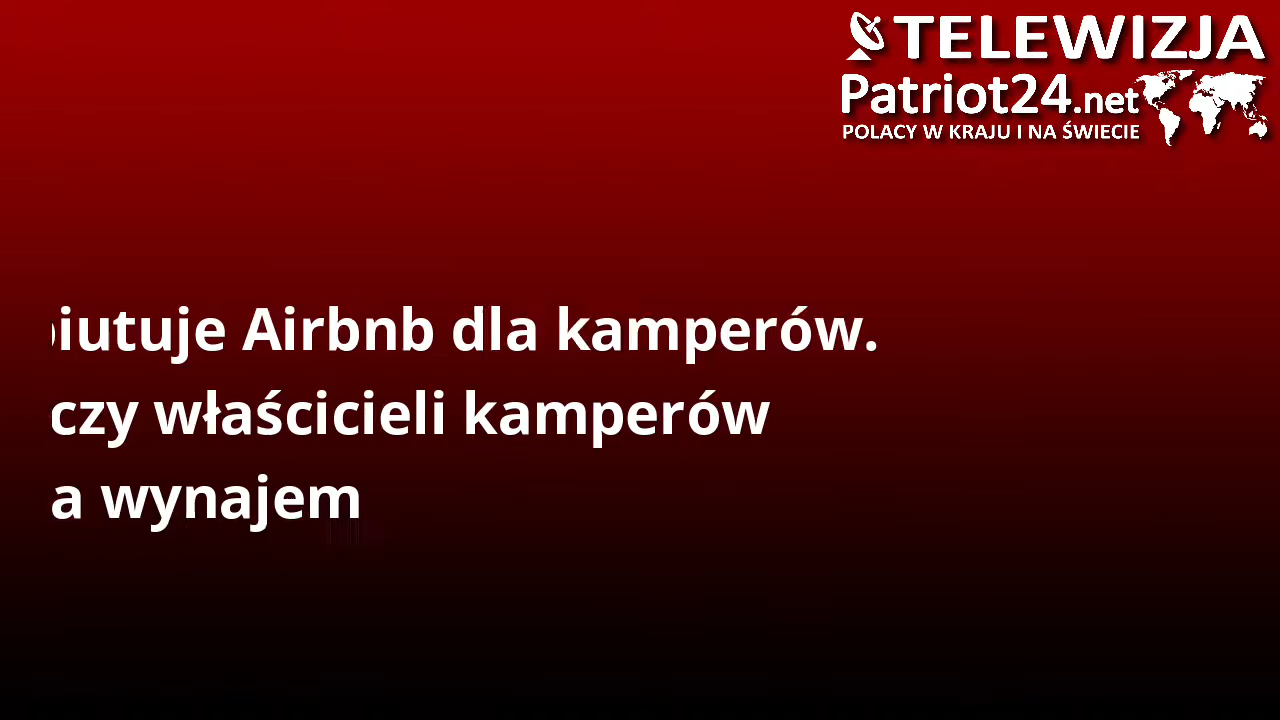 TELEWIZJA
Patriot24.net
POLACY W KRAJU I NA ŚWIECIE
iutuje Airbnb dla kamperów.
czy właścicieli kamperów
a wynajem